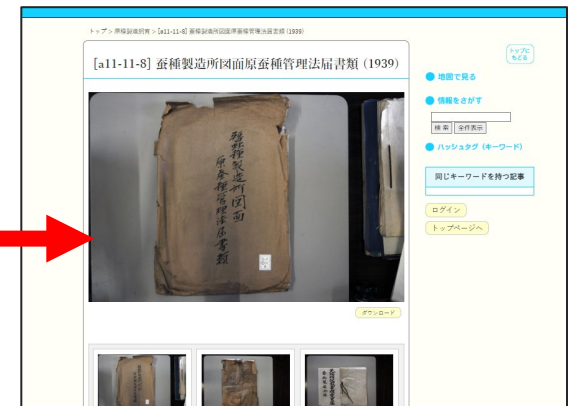 トップ > 原種製造飼育 > [a11-11-8] 蚕種製造所図面原蚕種管理法届書類 (1939)
[a11-11-8] 蚕種製造所図面原蚕種管理法届書類 (1939)
蚕種製造所図面
原蚕種管理法届書類
ダウンロード
トップに
もどる
地図で見る
情報をさがす
検 索
全件表示
ハッシュタグ (キーワード)
同じキーワードを持つ記事
ログイン
トップページへ